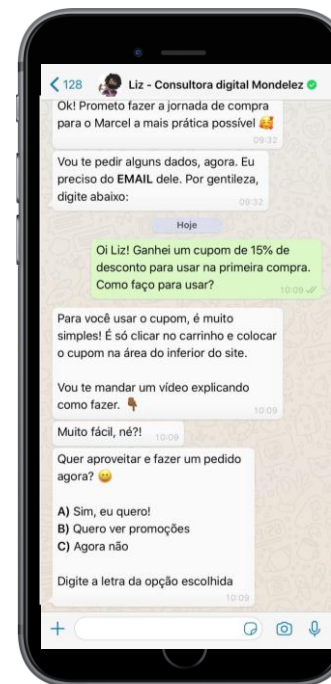 128 Liz - Consultora digital Mondelez
Ok! Prometo fazer a jornada de compra
para o Marcel a mais prática possível 🥰
09:32
Vou te pedir alguns dados, agora. Eu
preciso do EMAIL dele. Por gentileza,
digite abaixo:
09:32
Hoje
Oi Liz! Ganhei um cupom de 15% de
desconto para usar na primeira compra.
Como faço para usar?
10:09
Para você usar o cupom, é muito
simples! É só clicar no carrinho e colocar
o cupom na área do inferior do site.
Vou te mandar um vídeo explicando
como fazer. 👇🏾
10:09
Muito fácil, né?!
10:09
Quer aproveitar e fazer um pedido
agora? 😄
A) Sim, eu quero!
B) Quero ver promoções
C) Agora não
Digite a letra da opção escolhida
10:09